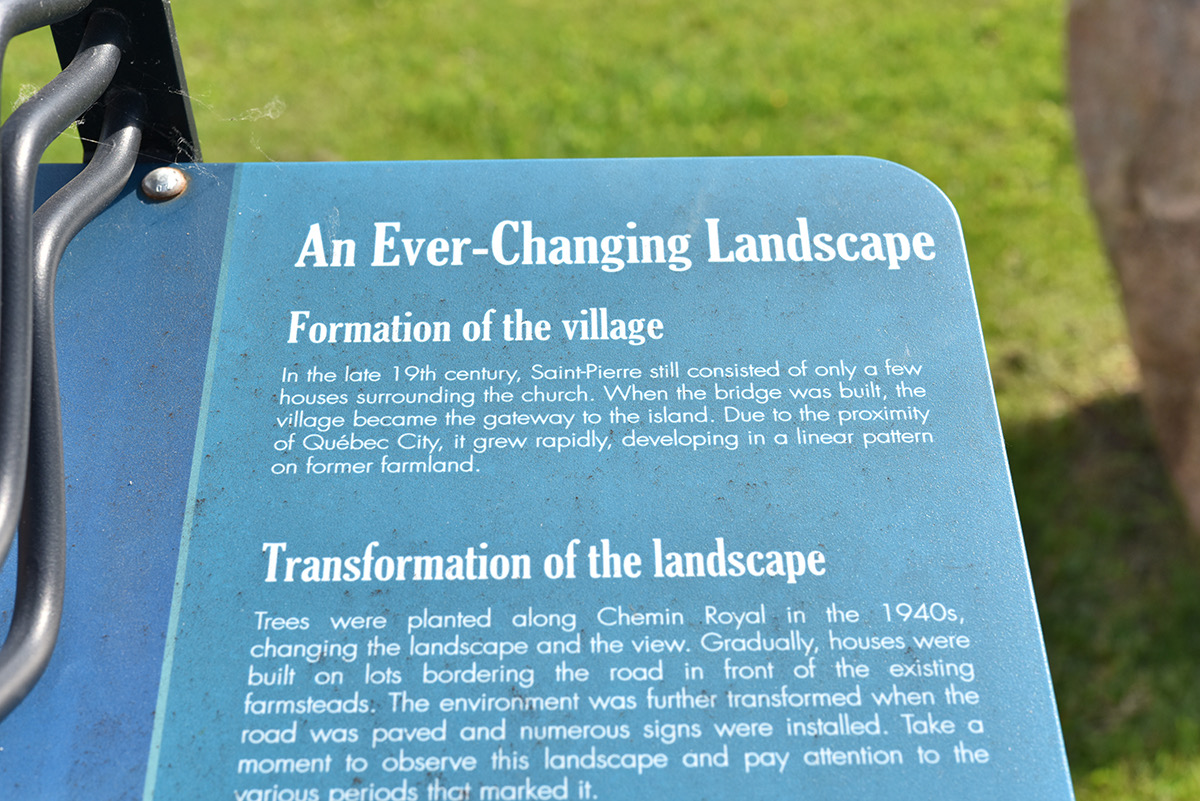 An Ever-Changing Landscape
Formation of the village
In the late 19th century, Saint-Pierre still consisted of only a few
houses surrounding the church. When the bridge was built, the
village became the gateway to the island. Due to the proximity
of Québec City, it grew rapidly, developing in a linear pattern
on former farmland.
Transformation of the landscape
Trees were planted along Chemin Royal in the 1940s,
changing the landscape and the view. Gradually, houses were
built on lots bordering the road in front of the existing
farmsteads. The environment was further transformed when the
road was paved and numerous signs were installed. Take a
moment to observe this landscape and pay attention to the
various periods that marked it.